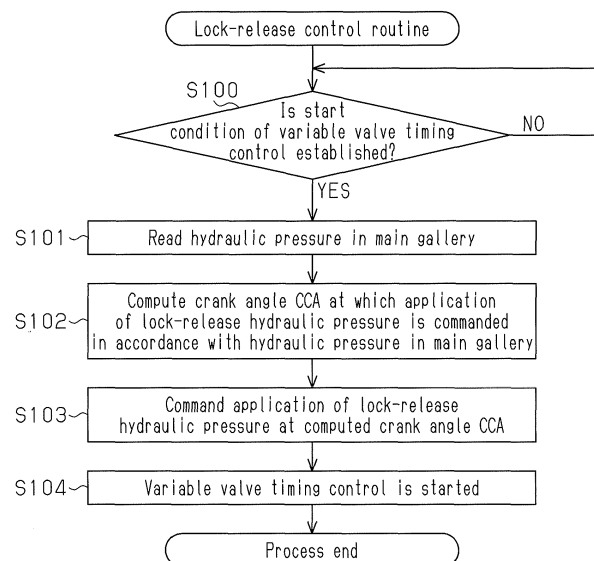 Lock-release control routine
S100
Is start
condition of variable valve timing
control established?
NO
YES
S101
Read hydraulic pressure in main gallery
S102
Compute crank angle CCA at which application
of lock-release hydraulic pressure is commanded
in accordance with hydraulic pressure in main gallery
S103
Command application of lock-release
hydraulic pressure at computed crank angle CCA
S104
Variable valve timing control is started
Process end